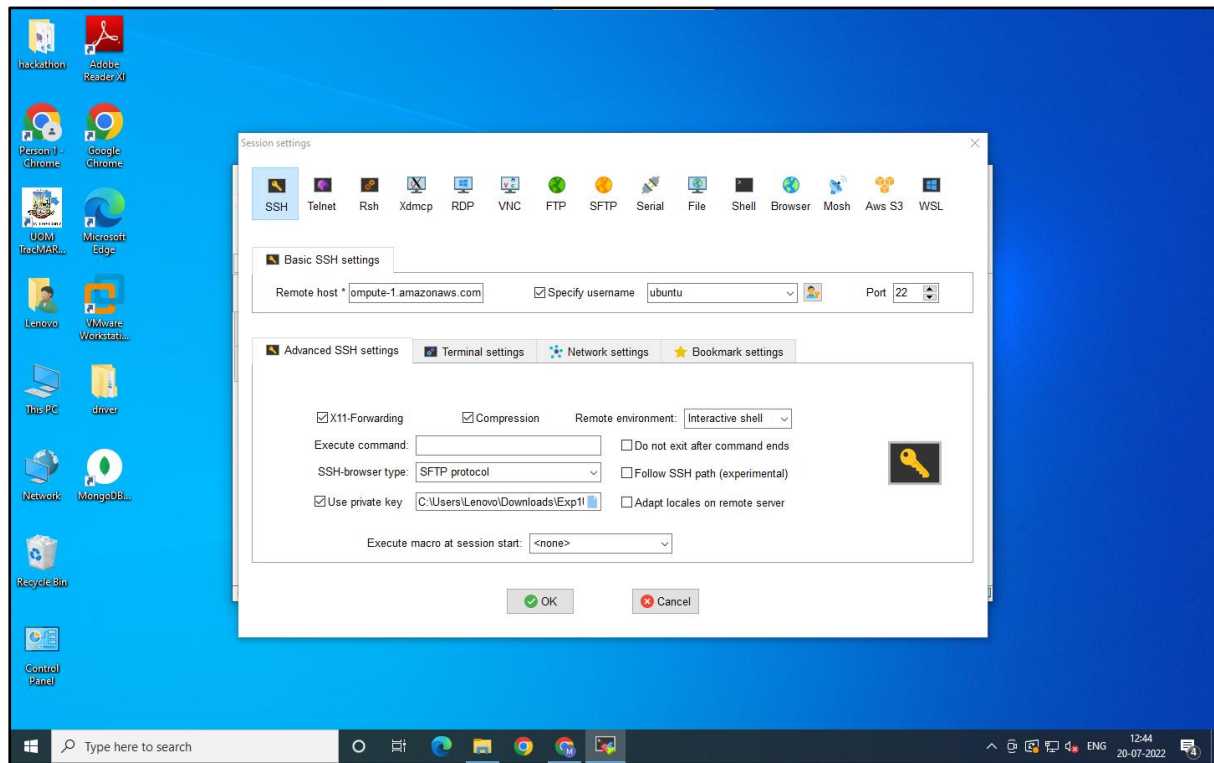 hackathon
Adobe
Reader XI
Person 1 -
Chrome
Google
Chrome
UOM
TracMAR...
Microsoft
Edge
Lenovo
VMware
Workstati...
This PC
driver
Network
MongoDB...
Recycle Bin
Control
Panel
Session settings
SSH Telnet Rsh Xdmcp RDP VNC FTP SFTP Serial File Shell Browser Mosh Aws S3 WSL
Basic SSH settings
Remote host * ompute-1.amazonaws.com Specify username ubuntu Port 22
Advanced SSH settings Terminal settings Network settings Bookmark settings
X11-Forwarding Compression Remote environment: Interactive shell
Execute command: Do not exit after command ends
SSH-browser type: SFTP protocol Follow SSH path (experimental)
Use private key C:\Users\Lenovo\Downloads\Exp1 Adapt locales on remote server
Execute macro at session start: <none>
OK Cancel
Type here to search
ENG
12:44
20-07-2022
4